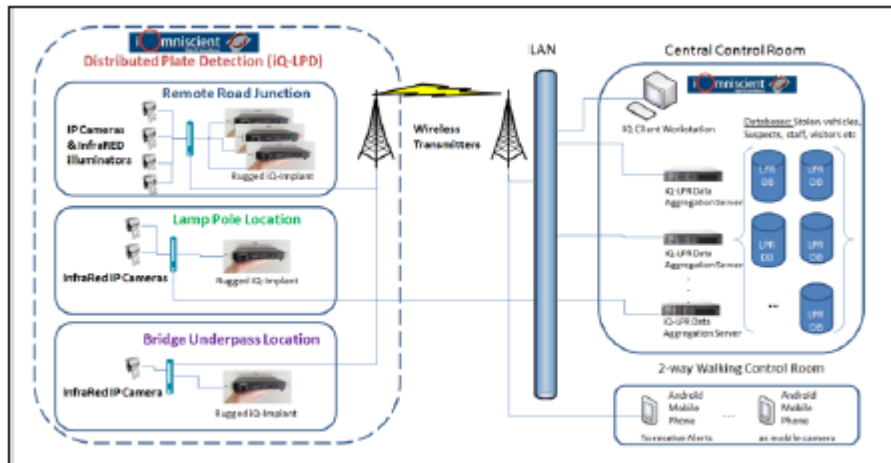 iOmniscient
Distributed Plate Detection (iQ-LPD)
Remote Road Junction
IP Cameras
& InfraRED
illuminators
Rugged iQ-Implant
Lamp Pole Location
InfraRed IP Cameras
Rugged iQ-Implant
Bridge Underpass Location
InfraRed IP Camera
Rugged iQ-Implant
Wireless
Transmitters
LAN
Central Control Room
iOmniscient
IQ Client Workstation
Databases: Stolen vehicles,
Suspects, staff, visitors etc
iQ-LPR Data
Aggregation Server
iQ-LPR Data
Aggregation Server
iQ-LPR Data
Aggregation Server
LPR
DB
LPR
DB
LPR
DB
LPR
DB
...
LPR
DB
2-way Walking Control Room
Android
Mobile
Phone
To receive Alerts
...
Android
Mobile
Phone
as mobile camera